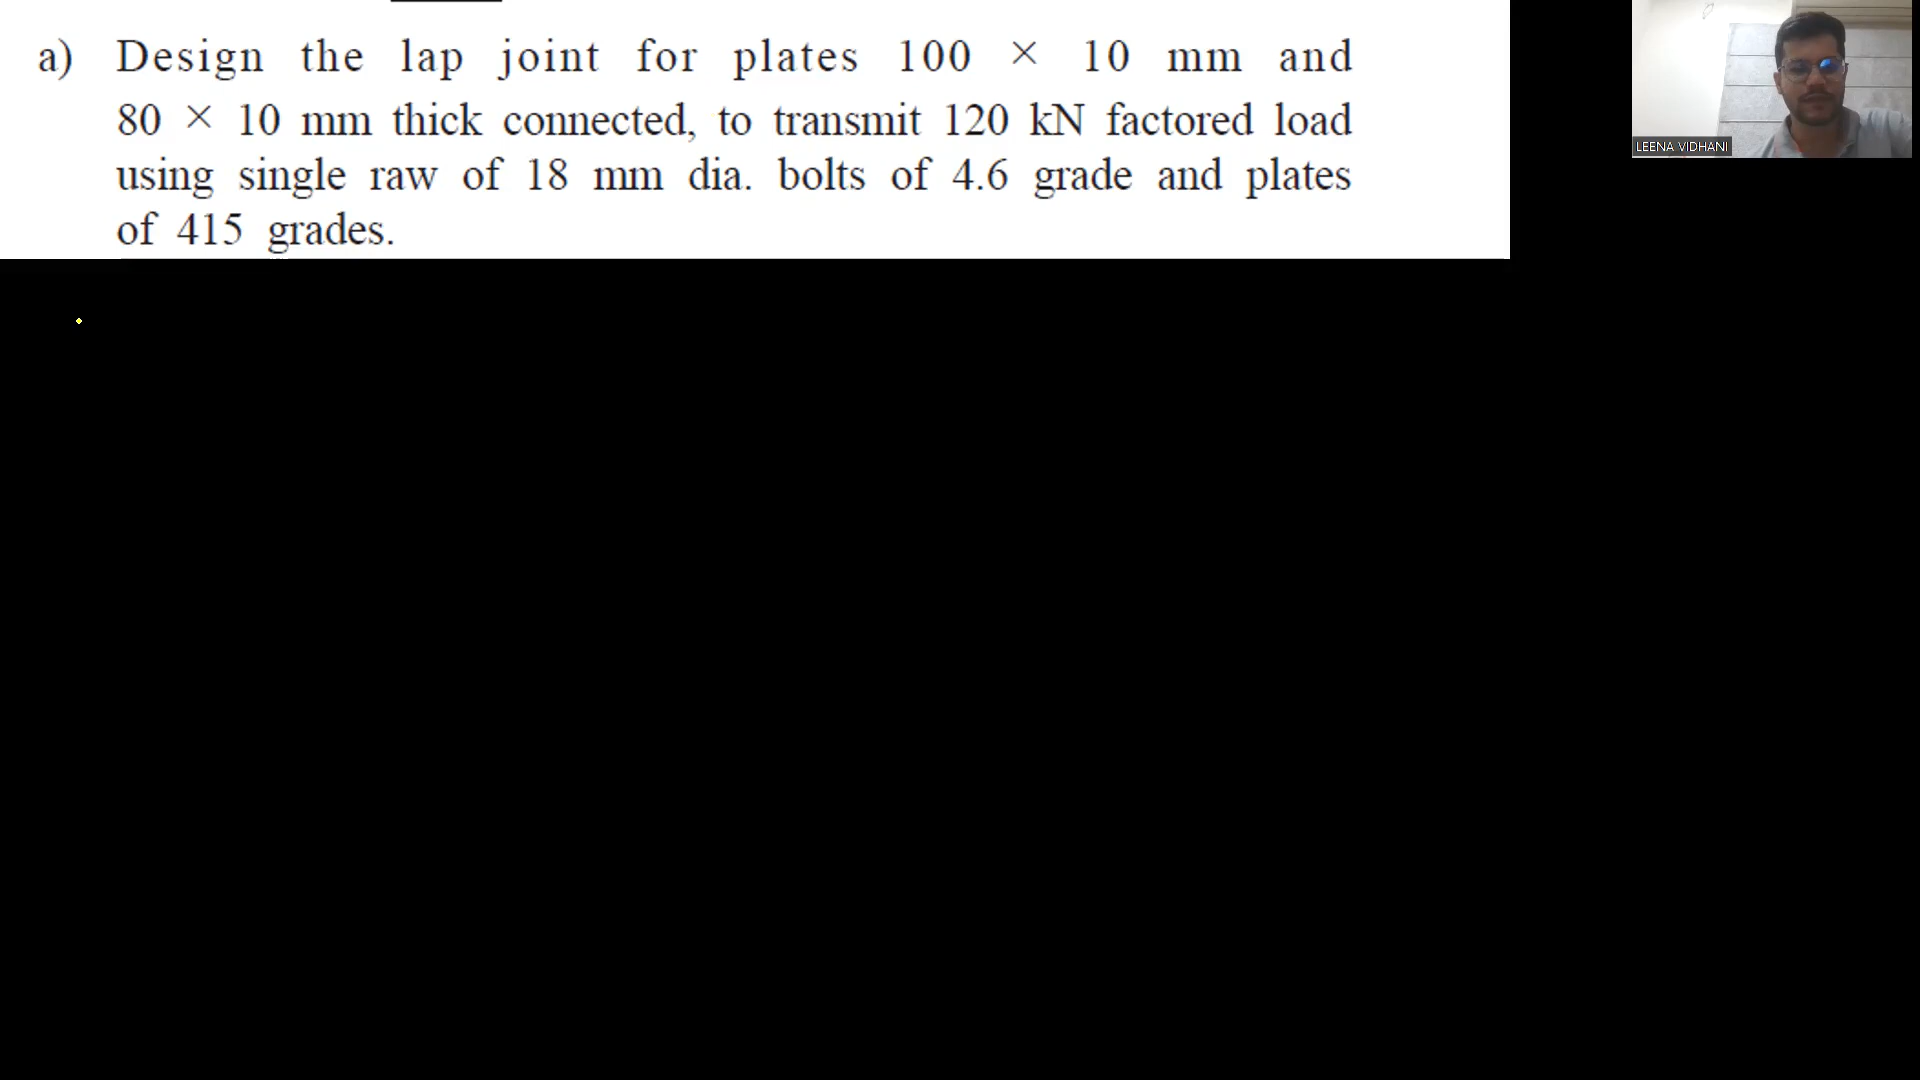 a) Design the lap joint for plates 100 × 10 mm and
80 × 10 mm thick connected, to transmit 120 kN factored load
using single raw of 18 mm dia. bolts of 4.6 grade and plates
of 415 grades.
LEENA VIDHANI